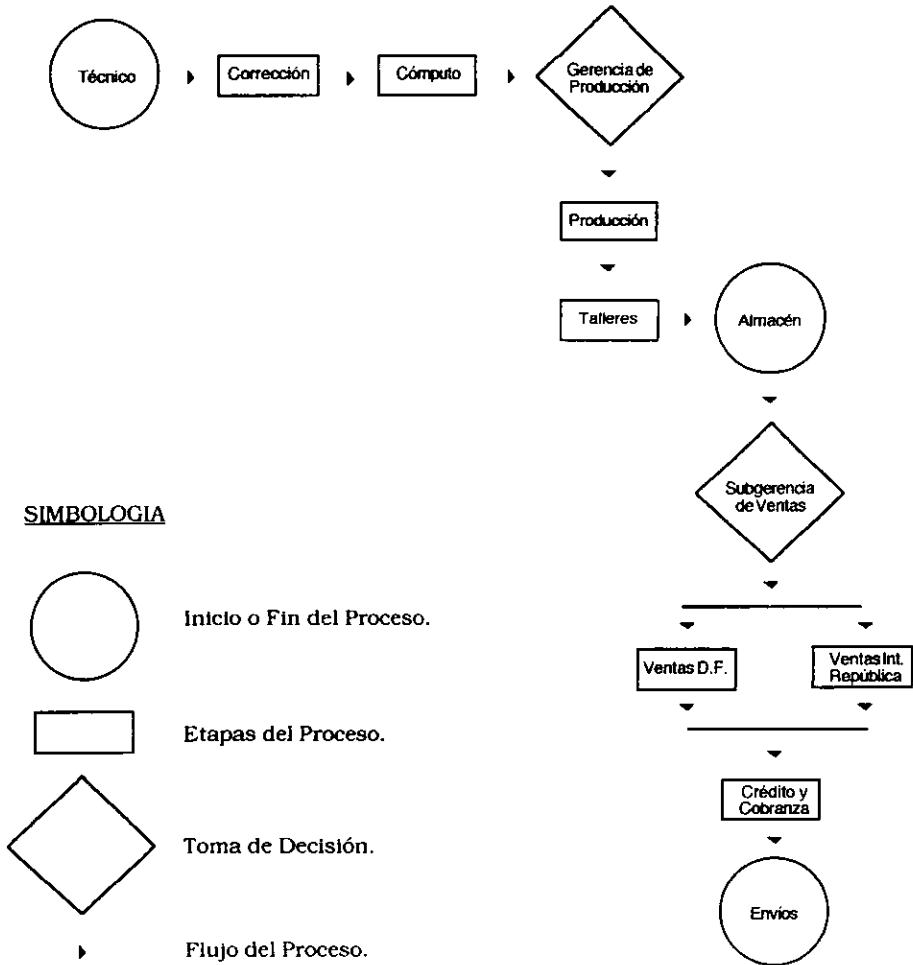 Técnico
Corrección
Cómputo
Gerencia de
Producción
Producción
Talleres
Almacén
Subgerencia
de Ventas
Ventas D.F.
Ventas Int.
República
Crédito y
Cobranza
Envíos
SIMBOLOGIA
Inicio o Fin del Proceso.
Etapas del Proceso.
Toma de Decisión.
Flujo del Proceso.